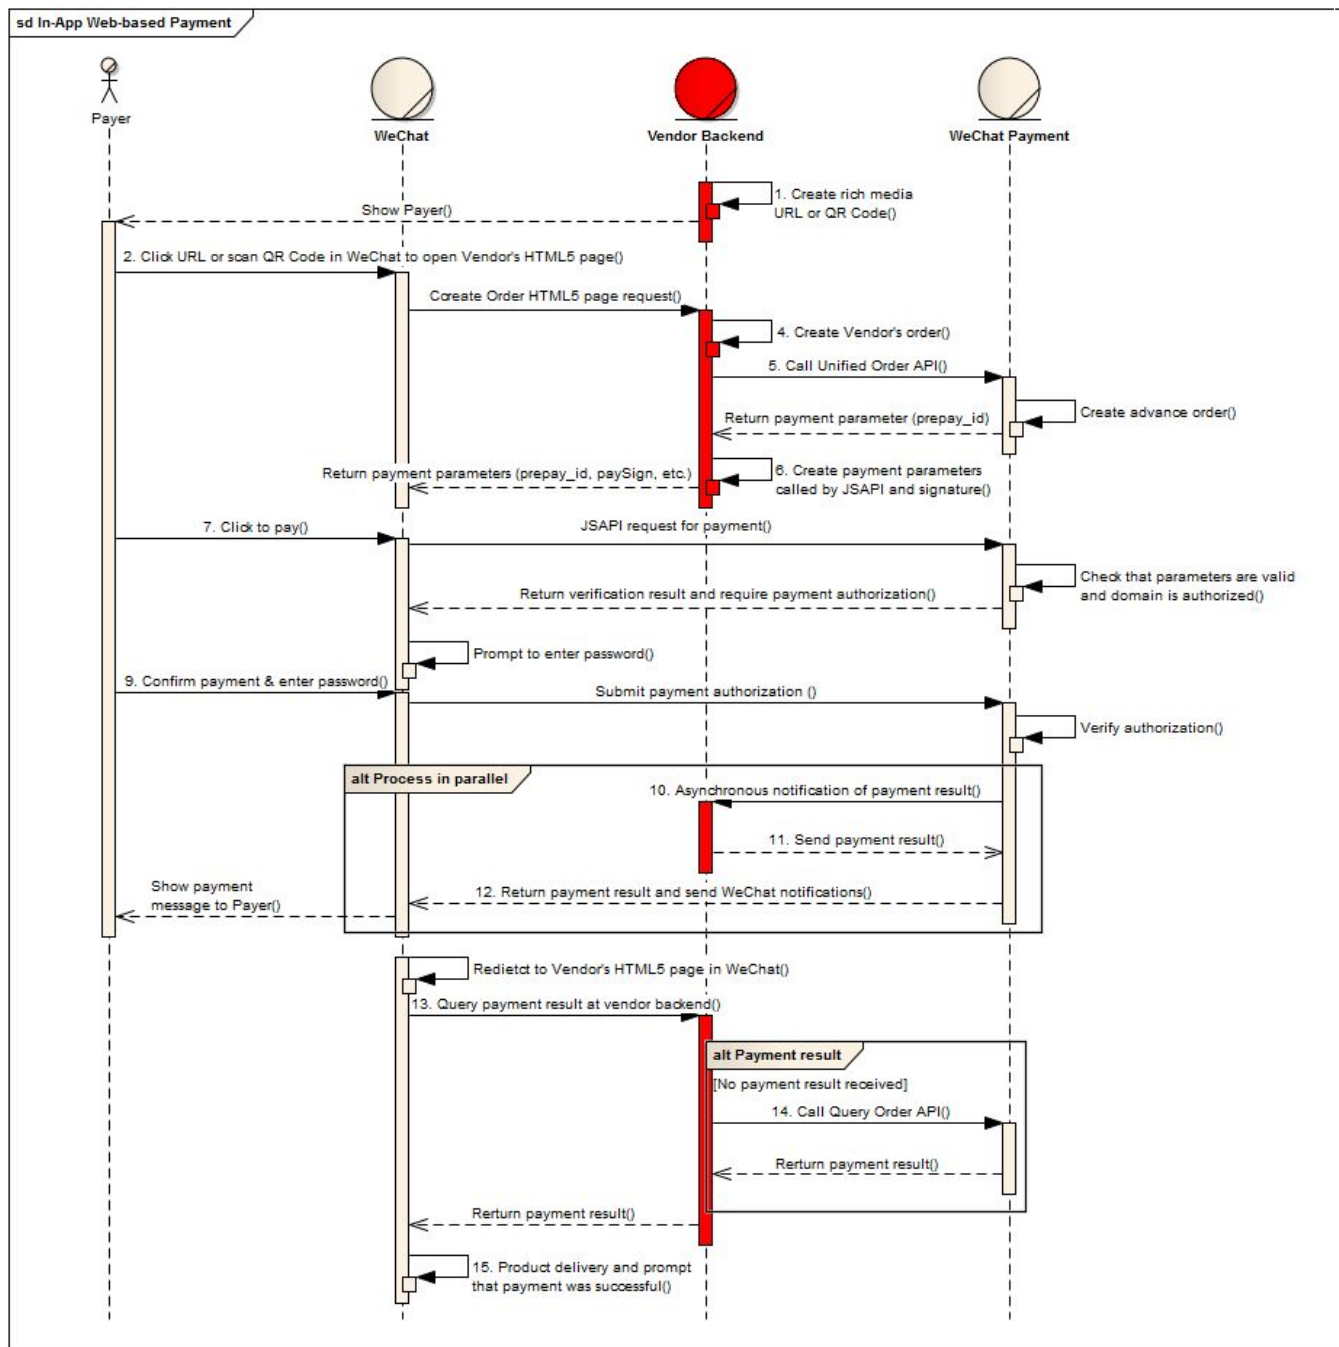 sd In-App Web-based Payment
Payer
WeChat
Vendor Backend
WeChat Payment
1. Create rich media
URL or QR Code()
Show Payer()
2. Click URL or scan QR Code in WeChat to open Vendor's HTML5 page()
Ccreate Order HTML5 page request()
4. Create Vendor's order()
5. Call Unified Order API()
Create advance order()
Return payment parameter (prepay_id)
6. Create payment parameters
called by JSAPI and signature()
Return payment parameters (prepay_id, paySign, etc.)
7. Click to pay()
JSAPI request for payment()
Check that parameters are valid
and domain is authorized()
Return verification result and require payment authorization()
Prompt to enter password()
9. Confirm payment & enter password()
Submit payment authorization ()
Verify authorization()
alt Process in parallel
10. Asynchronous notification of payment result()
11. Send payment result()
12. Return payment result and send WeChat notifications()
Show payment
message to Payer()
Redietct to Vendor's HTML5 page in WeChat()
13. Query payment result at vendor backend()
alt Payment result
[No payment result received]
14. Call Query Order API()
Rerturn payment result()
Rerturn payment result()
15. Product delivery and prompt
that payment was successful()